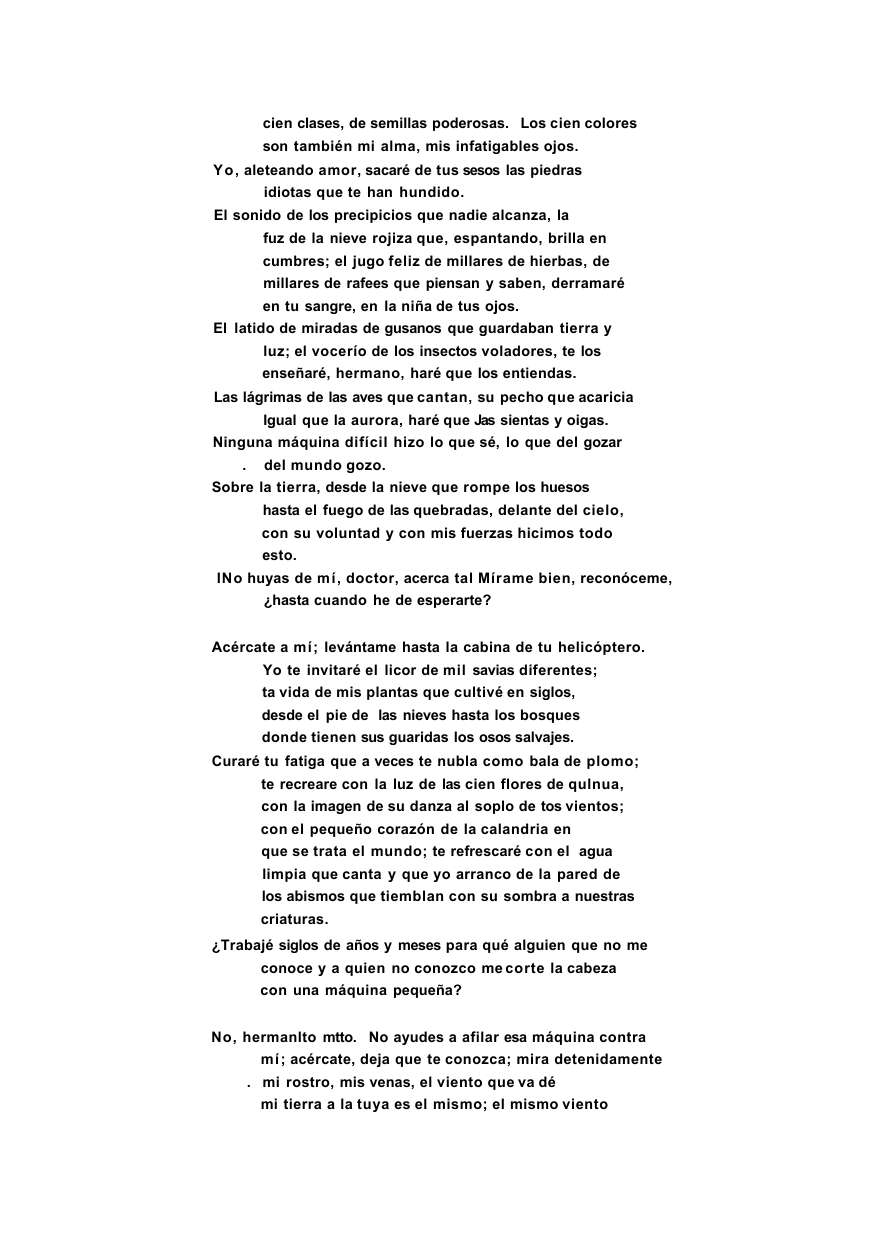 cien clases, de semillas poderosas. Los cien colores
son también mi alma, mis infatigables ojos.
Yo, aleteando amor, sacaré de tus sesos las piedras
idiotas que te han hundido.
El sonido de los precipicios que nadie alcanza, la
fuz de la nieve rojiza que, espantando, brilla en
cumbres; el jugo feliz de millares de hierbas, de
millares de rafees que piensan y saben, derramaré
en tu sangre, en la niña de tus ojos.
El latido de miradas de gusanos que guardaban tierra y
luz; el vocerío de los insectos voladores, te los
enseñaré, hermano, haré que los entiendas.
Las lágrimas de las aves que cantan, su pecho que acaricia
Igual que la aurora, haré que Jas sientas y oigas.
Ninguna máquina difícil hizo lo que sé, lo que del gozar
. del mundo gozo.
Sobre la tierra, desde la nieve que rompe los huesos
hasta el fuego de las quebradas, delante del cielo,
con su voluntad y con mis fuerzas hicimos todo
esto.
lNo huyas de mí, doctor, acerca tal Mírame bien, reconóceme,
¿hasta cuando he de esperarte?
Acércate a mí; levántame hasta la cabina de tu helicóptero.
Yo te invitaré el licor de mil savias diferentes;
ta vida de mis plantas que cultivé en siglos,
desde el pie de las nieves hasta los bosques
donde tienen sus guaridas los osos salvajes.
Curaré tu fatiga que a veces te nubla como bala de plomo;
te recreare con la luz de las cien flores de qulnua,
con la imagen de su danza al soplo de tos vientos;
con el pequeño corazón de la calandria en
que se trata el mundo; te refrescaré con el agua
limpia que canta y que yo arranco de la pared de
los abismos que tiemblan con su sombra a nuestras
criaturas.
¿Trabajé siglos de años y meses para qué alguien que no me
conoce y a quien no conozco me corte la cabeza
con una máquina pequeña?
No, hermanlto mtto. No ayudes a afilar esa máquina contra
mí; acércate, deja que te conozca; mira detenidamente
. mi rostro, mis venas, el viento que va dé
mi tierra a la tuya es el mismo; el mismo viento